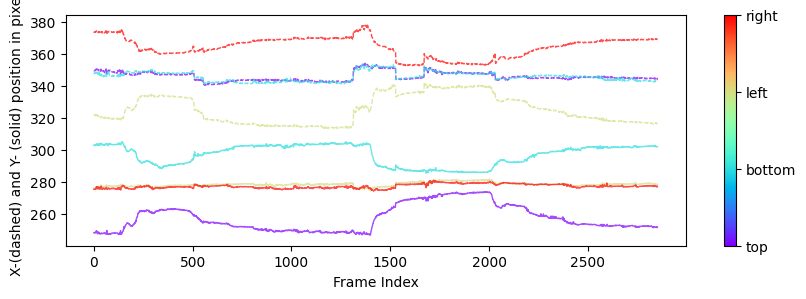 X-(dashed) and Y- (solid) position in pixe
380
360
340
320
300
280
260
0
500
1000
1500
2000
2500
Frame Index
right
left
bottom
top